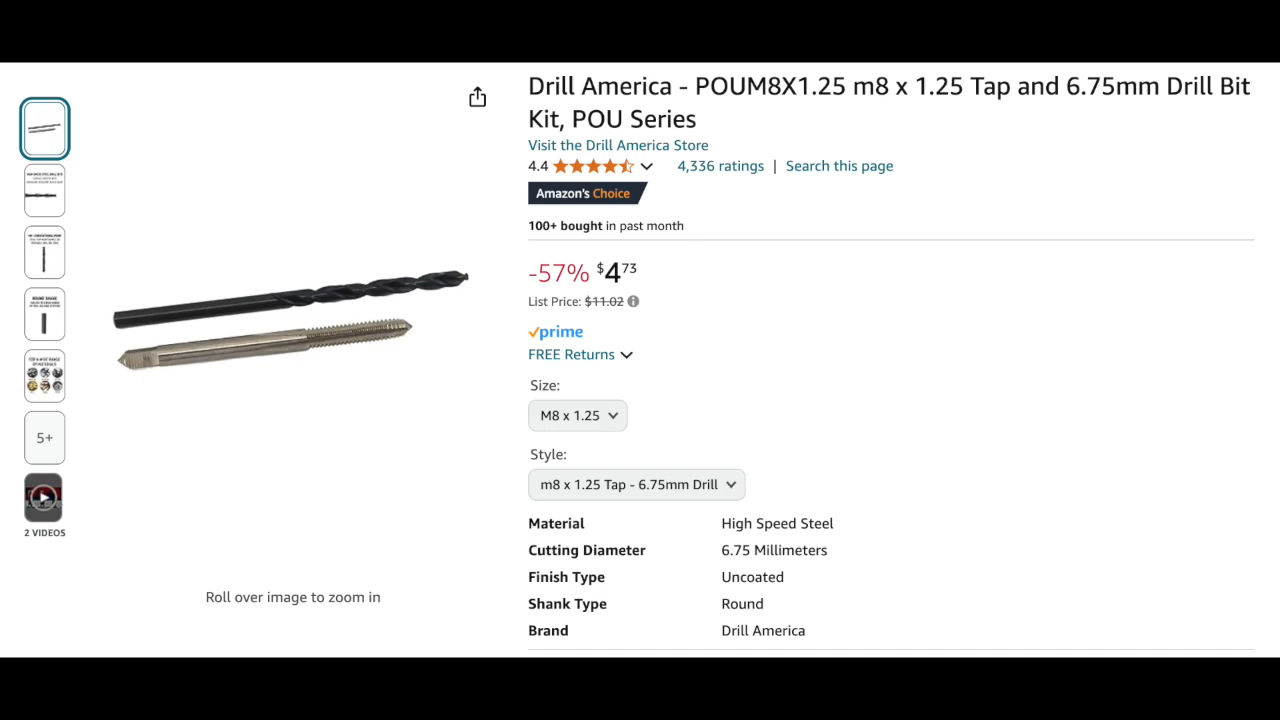 Drill America - POUM8X1.25 m8 x 1.25 Tap and 6.75mm Drill Bit
Kit, POU Series
Visit the Drill America Store
4.4
4,336 ratings | Search this page
Amazon's Choice
100+ bought in past month
-57% $4 73
List Price: $11.02
prime
FREE Returns
Size:
M8 x 1.25
Style:
m8 x 1.25 Tap - 6.75mm Drill
Material High Speed Steel
Cutting Diameter 6.75 Millimeters
Finish Type Uncoated
Shank Type Round
Brand Drill America
5+
2 VIDEOS
Roll over image to zoom in